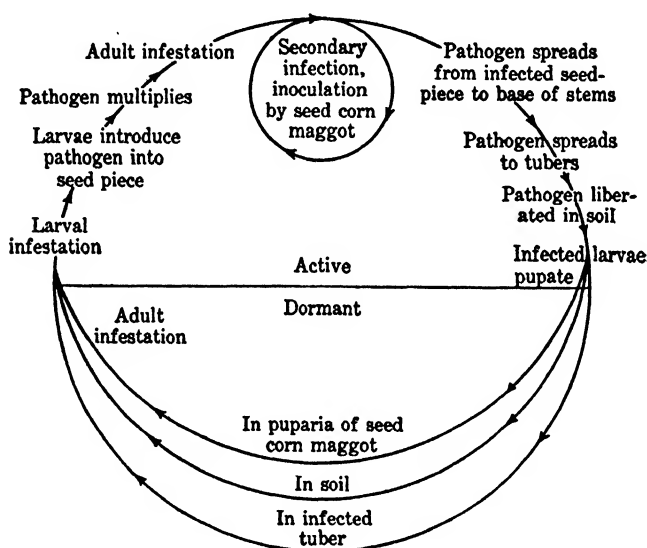 Adult infestation
Secondary
infection,
inoculation
by seed corn
maggot
Pathogen spreads
from infected seed-
piece to base of stems
Pathogen multiplies
Pathogen spreads
to tubers
Larvae introduce
pathogen into
seed piece
Pathogen liber-
ated in soil
Larval
infestation
Infected larvae
pupate
Active
Dormant
Adult
infestation
In puparia of seed
corn maggot
In soil
In infected
tuber